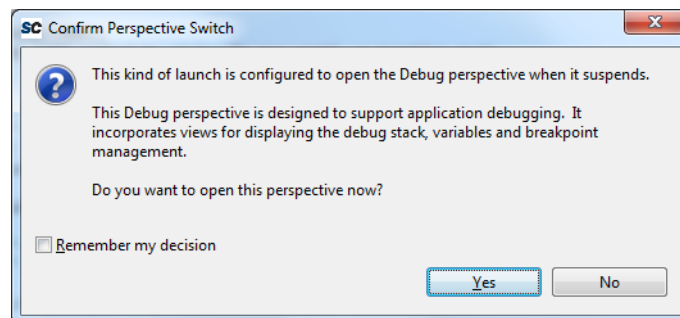 SC Confirm Perspective Switch
This kind of launch is configured to open the Debug perspective when it suspends.
This Debug perspective is designed to support application debugging. It
incorporates views for displaying the debug stack, variables and breakpoint
management.
Do you want to open this perspective now?
Remember my decision
Yes No